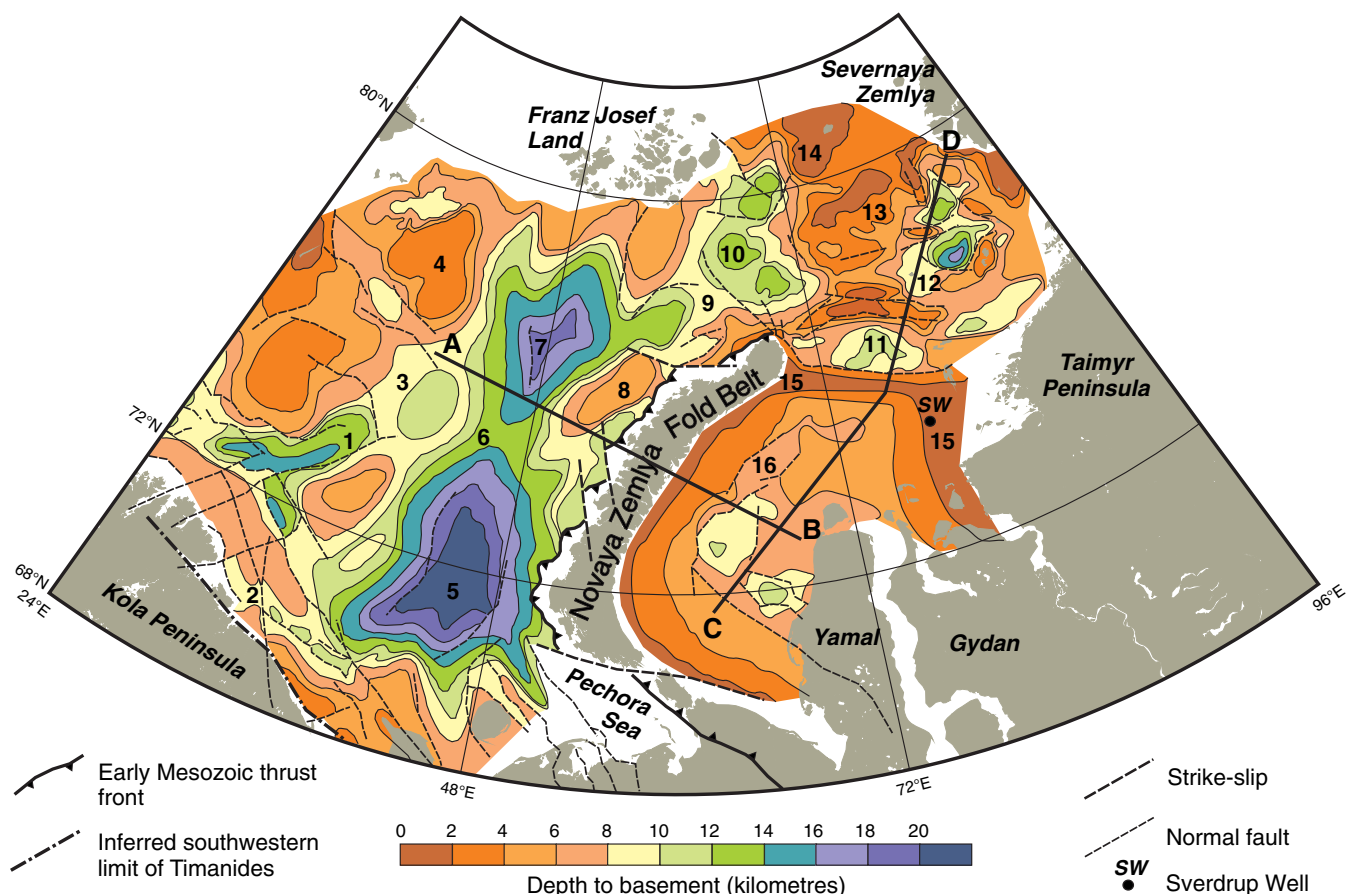 Severnaya
Zemlya
80°N
Franz Josef
Land
D
14
13
4
10
12
9
A
7
11
3
8
Taimyr
Peninsula
15
SW
72°N
1
6
15
Novaya Zemlya Fold Belt
16
B
68°N
24°E
5
2
96°E
Kola Peninsula
C
Yamal
Gydan
Pechora
Sea
48°E
72°E
Early Mesozoic thrust
front
Inferred southwestern
limit of Timanides
0 2 4 6 8 10 12 14 16 18 20
Depth to basement (kilometres)
Strike-slip
Normal fault
SW
Sverdrup Well